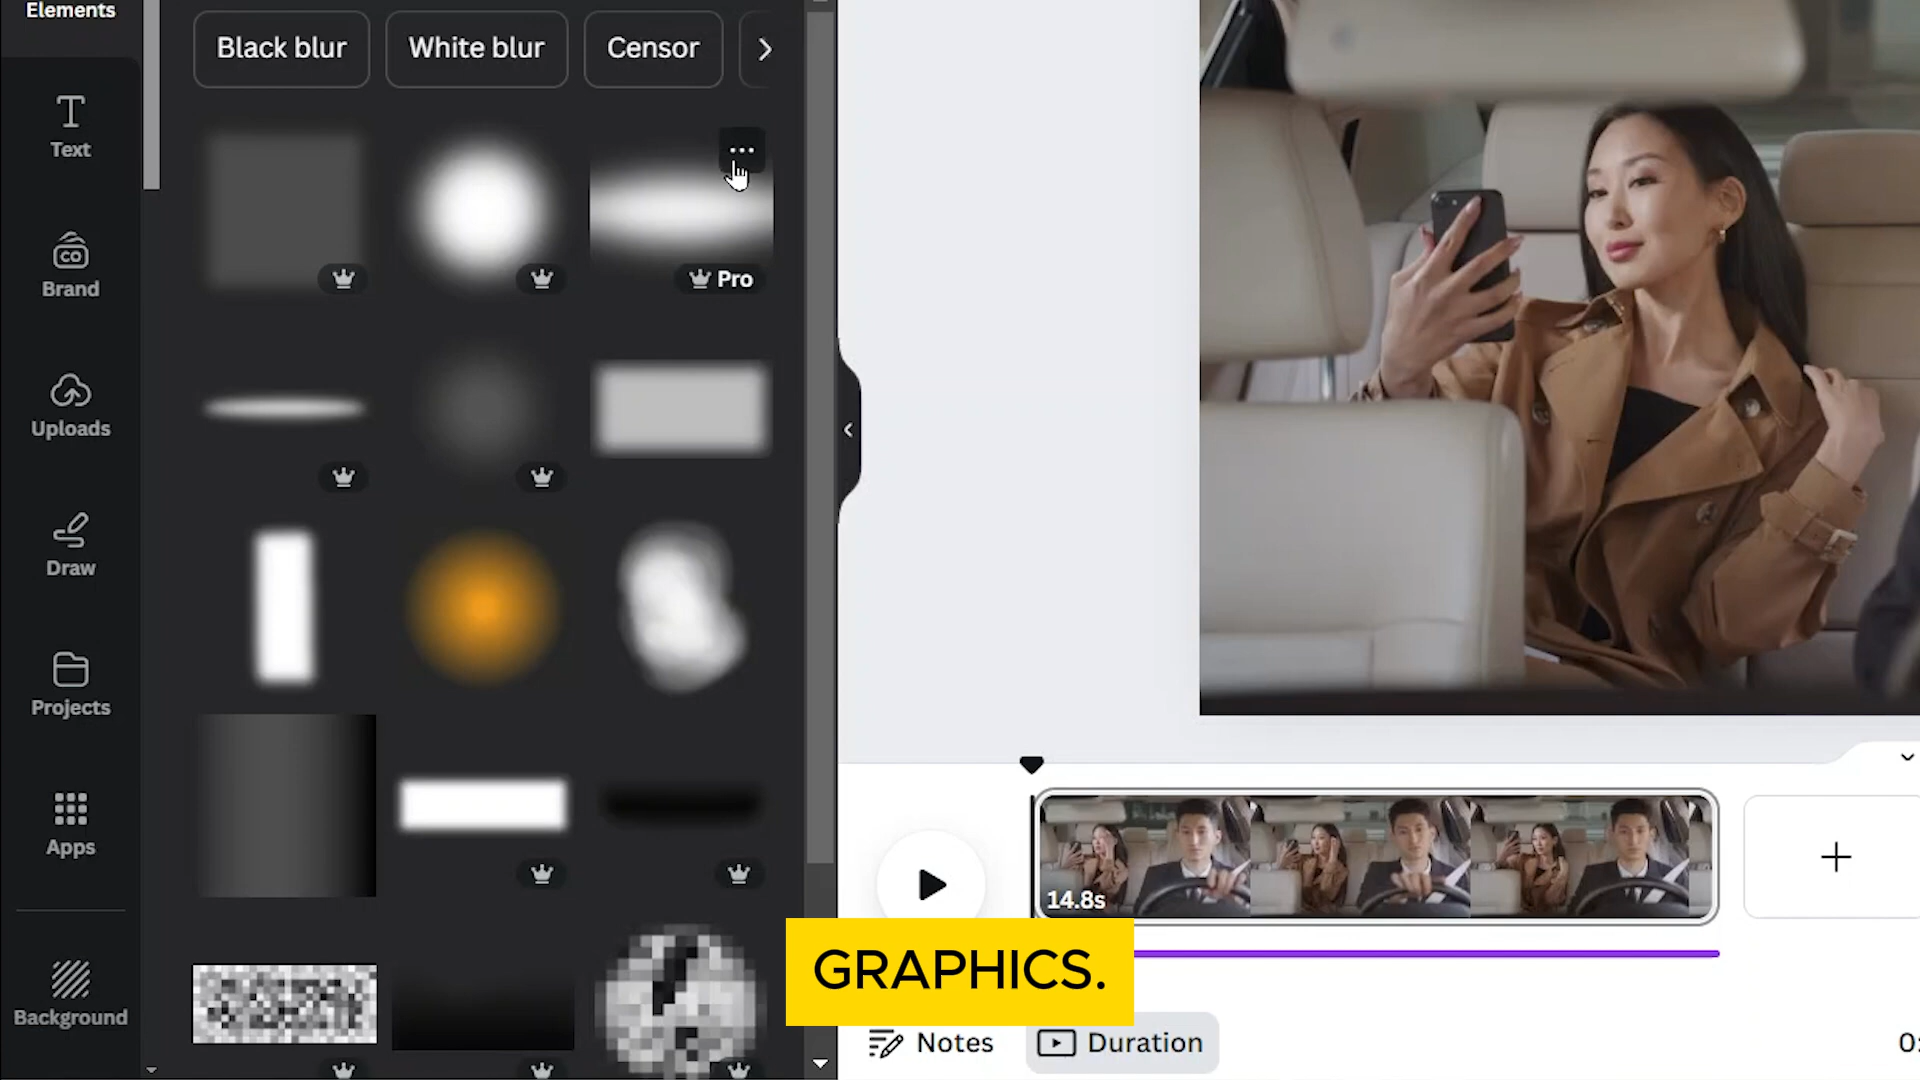 Elements
Black blur
White blur
Censor
Text
Brand
Pro
Uploads
Draw
Projects
Apps
14.8s
GRAPHICS.
Background
Notes
Duration
0: